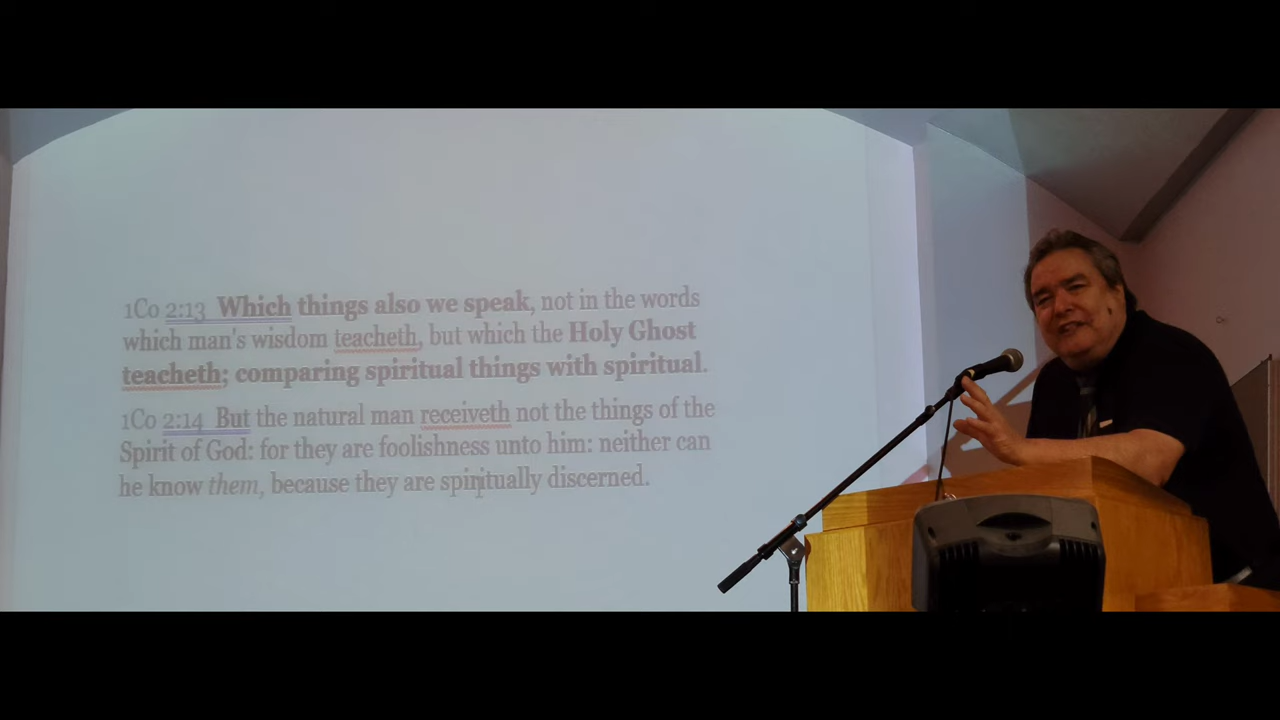 1Co 2:13 Which things also we speak, not in the words
which man's wisdom teacheth, but which the Holy Ghost
teacheth; comparing spiritual things with spiritual.
1Co 2:14 But the natural man receiveth not the things of the
Spirit of God: for they are foolishness unto him: neither can
he know them, because they are spiritually discerned.